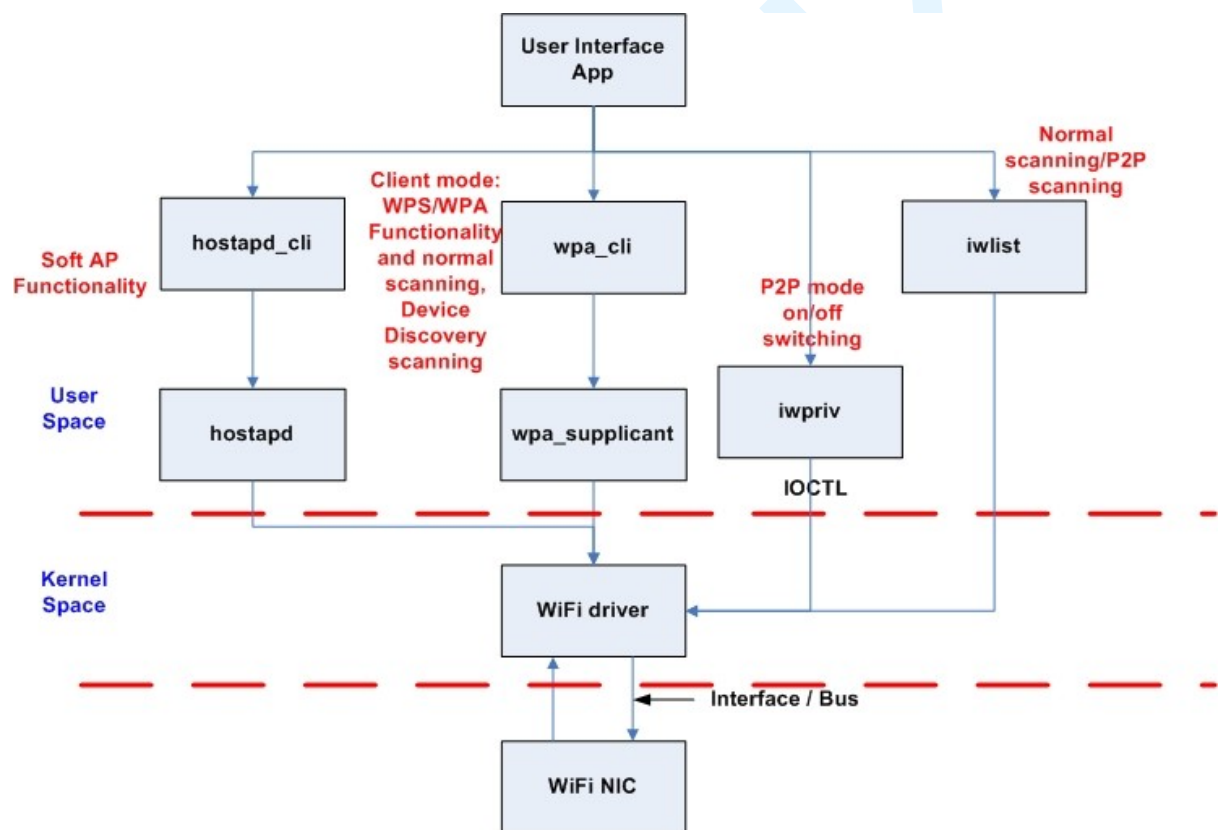 User Interface
App
Normal
scanning/P2P
scanning
Client mode:
WPS/WPA
Functionality
and normal
scanning,
Device
Discovery
scanning
hostapd_cli
wpa_cli
iwlist
Soft AP
Functionality
P2P mode
on/off
switching
User
Space
hostapd
wpa_supplicant
iwpriv
IOCTL
Kernel
Space
WiFi driver
Interface / Bus
WiFi NIC